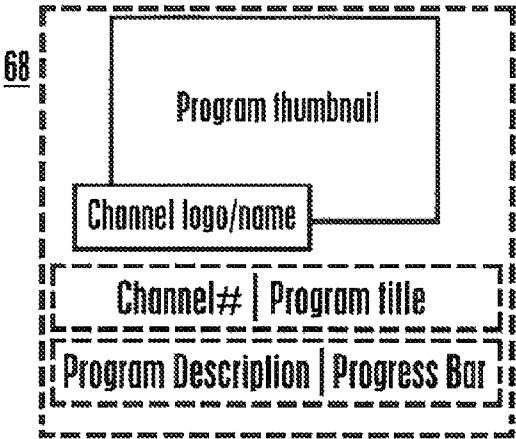 68
Program thumbnail
Channel logo/name
Channel# | Program title
Program Description | Progress Bar